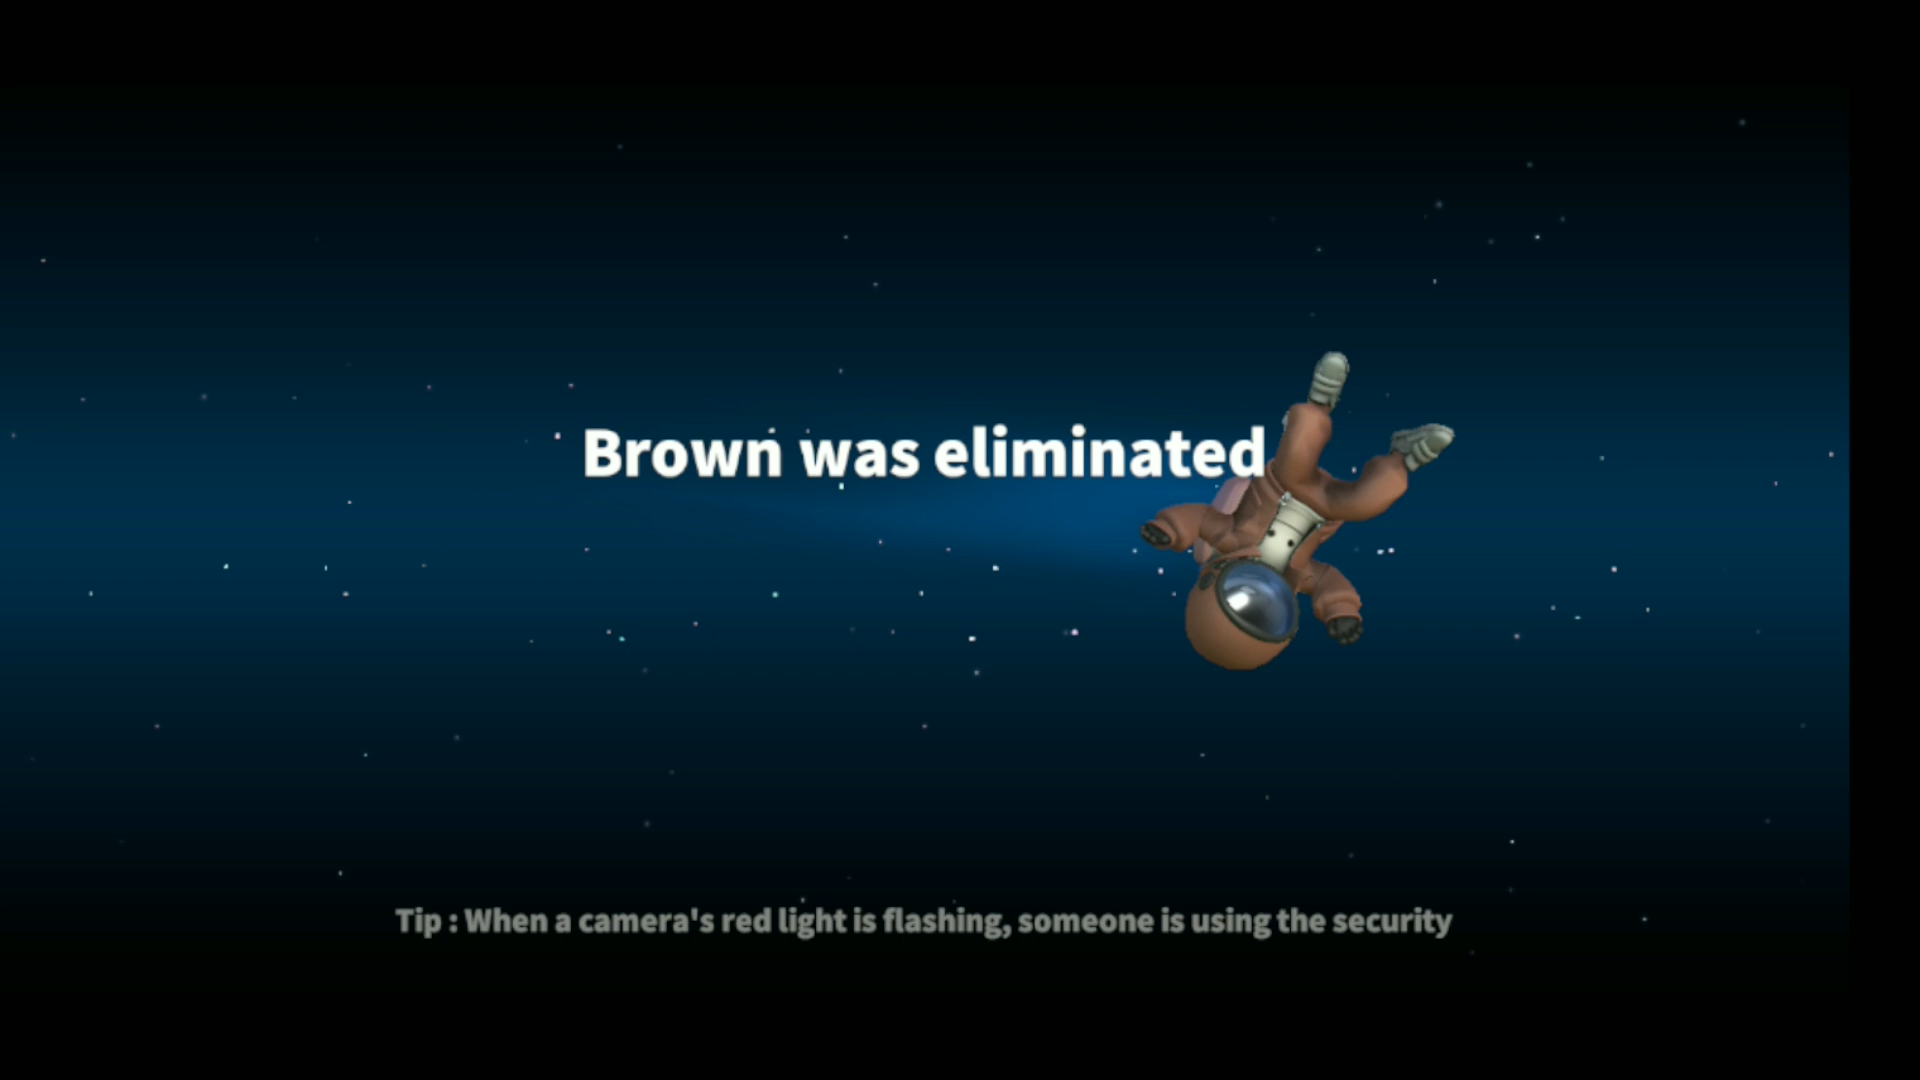 Brown was eliminated
Tip : When a camera's red light is flashing, someone is using the security